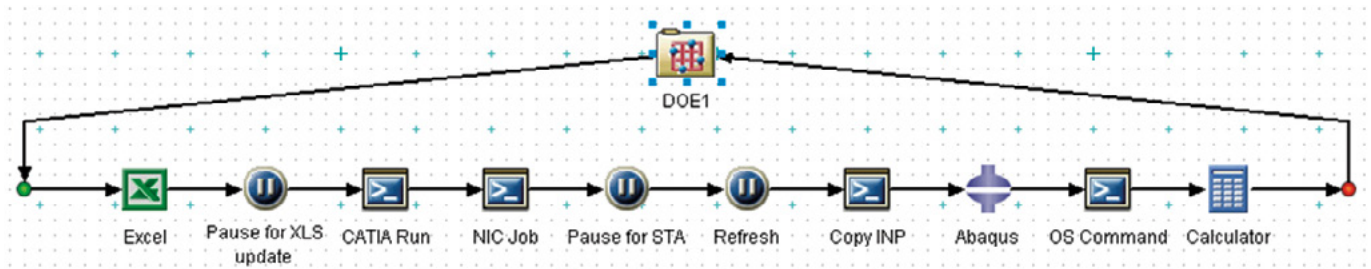 DOE1
Excel
Pause for XLS
update
CATIA Run
NIC Job
Pause for STA
Refresh
Copy INP
Abaqus
OS Command
Calculator